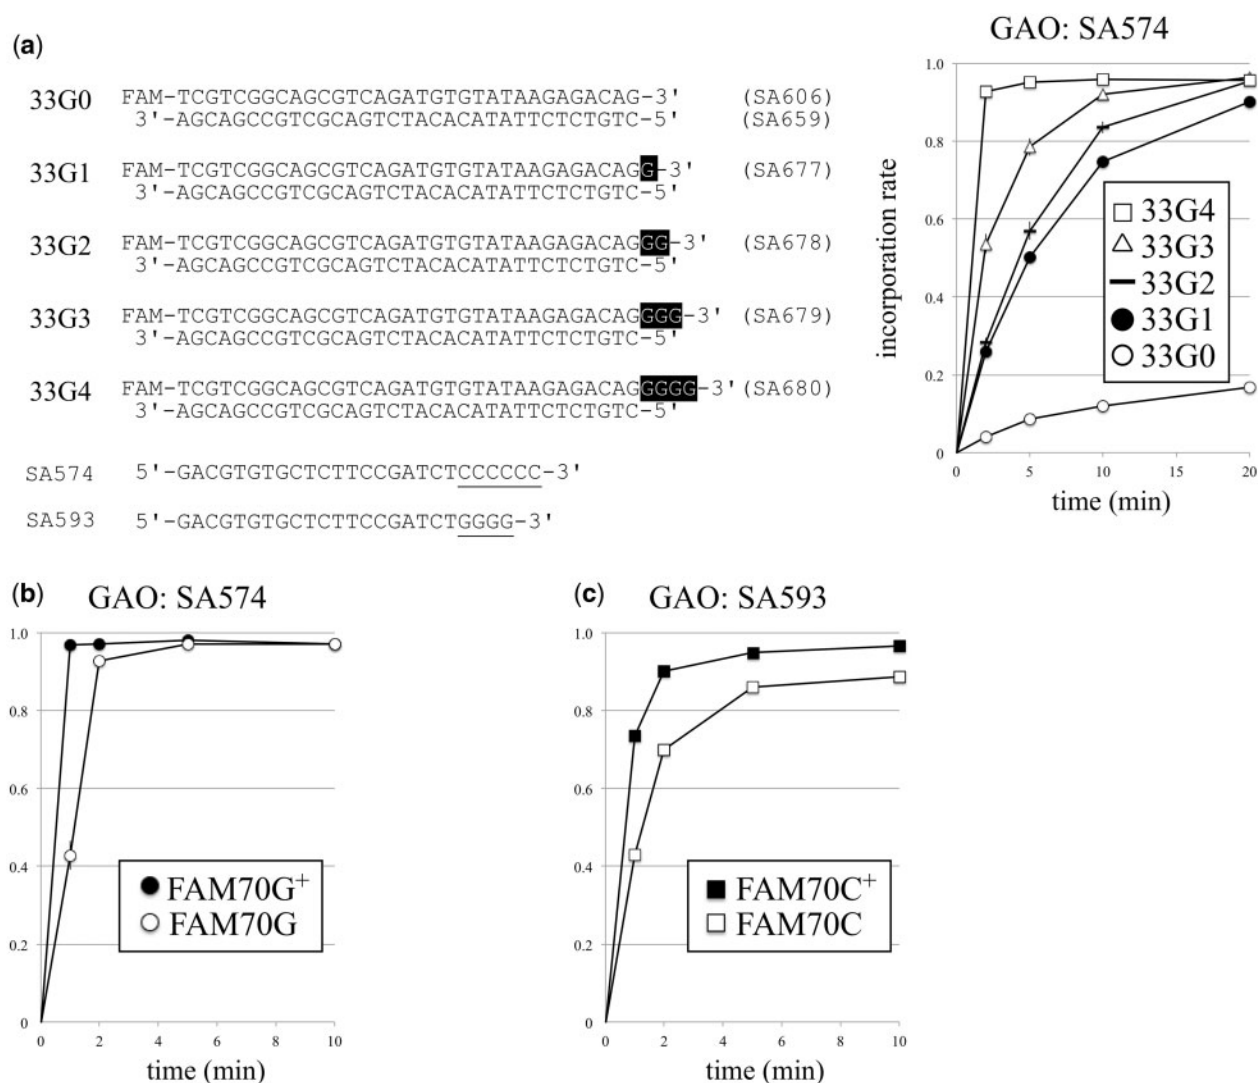 (a)
33G0 FAM-TCGTCGGCAGCGTCAGATGTGTATAAGAGACAG-3' (SA606)
3'-AGCAGCCGTCGCAGTCTACACATATTCTCTGTC-5' (SA659)
33G1 FAM-TCGTCGGCAGCGTCAGATGTGTATAAGAGACAGG-3' (SA677)
3'-AGCAGCCGTCGCAGTCTACACATATTCTCTGTC-5'
33G2 FAM-TCGTCGGCAGCGTCAGATGTGTATAAGAGACAGGG-3' (SA678)
3'-AGCAGCCGTCGCAGTCTACACATATTCTCTGTC-5'
33G3 FAM-TCGTCGGCAGCGTCAGATGTGTATAAGAGACAGGGG-3' (SA679)
3'-AGCAGCCGTCGCAGTCTACACATATTCTCTGTC-5'
33G4 FAM-TCGTCGGCAGCGTCAGATGTGTATAAGAGACAGGGGG-3' (SA680)
3'-AGCAGCCGTCGCAGTCTACACATATTCTCTGTC-5'
SA574 5'-GACGTGTGCTCTTCCGATCTCCCCCC-3'
SA593 5'-GACGTGTGCTCTTCCGATCTGGGG-3'
GAO: SA574
incorporation rate
1.0
0.8
0.6
0.4
0.2
0
0 5 10 15 20
time (min)
33G4
33G3
33G2
33G1
33G0
(b) GAO: SA574
1.0
0.8
0.6
0.4
0.2
0
0 2 4 6 8 10
time (min)
FAM70G+
FAM70G
(c) GAO: SA593
1.0
0.8
0.6
0.4
0.2
0
0 2 4 6 8 10
time (min)
FAM70C+
FAM70C